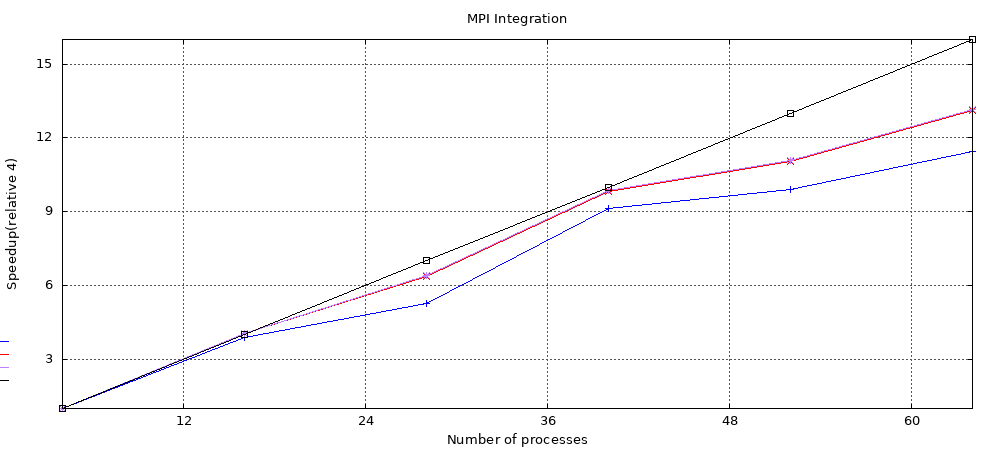 MPI Integration
15
12
9
6
3
Speedup(relative 4)
12 24 36 48 60
Number of processes